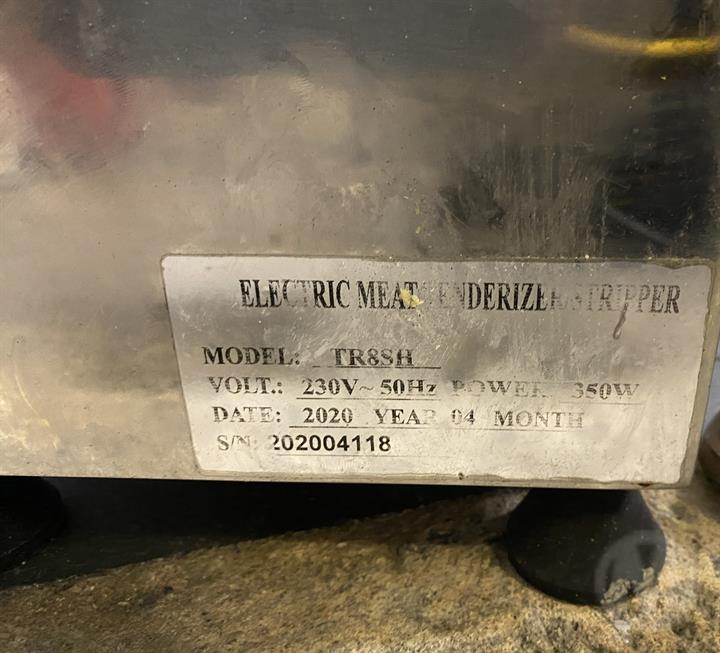 ELECTRIC MEAT TENDERIZER STRIPPER
MODEL: TR8SH
VOLT.: 230V~50Hz POWER 350W
DATE: 2020 YEAR 04 MONTH
S/N: 202004118